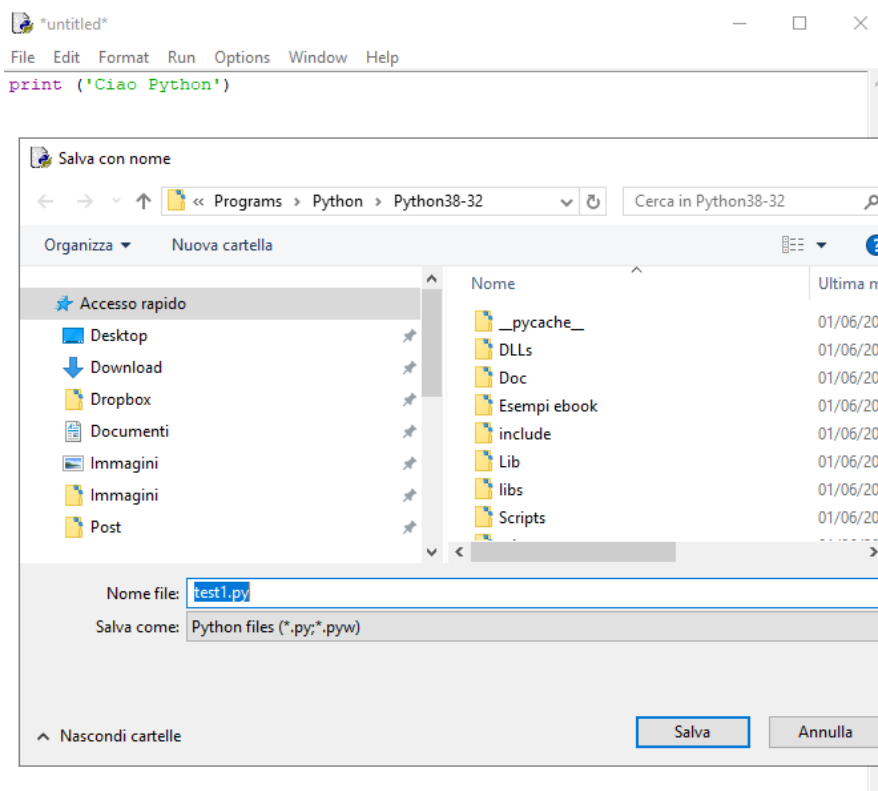 *untitled*
File Edit Format Run Options Window Help
print ('Ciao Python')
Salva con nome
« Programs › Python › Python38-32
Cerca in Python38-32
Organizza
Nuova cartella
Accesso rapido
Desktop
Download
Dropbox
Documenti
Immagini
Immagini
Post
Nome
Ultima m
__pycache__ 01/06/20
DLLs 01/06/20
Doc 01/06/20
Esempi ebook 01/06/20
include 01/06/20
Lib 01/06/20
libs 01/06/20
Scripts 01/06/20
Nome file: test1.py
Salva come: Python files (*.py;*.pyw)
Nascondi cartelle
Salva
Annulla